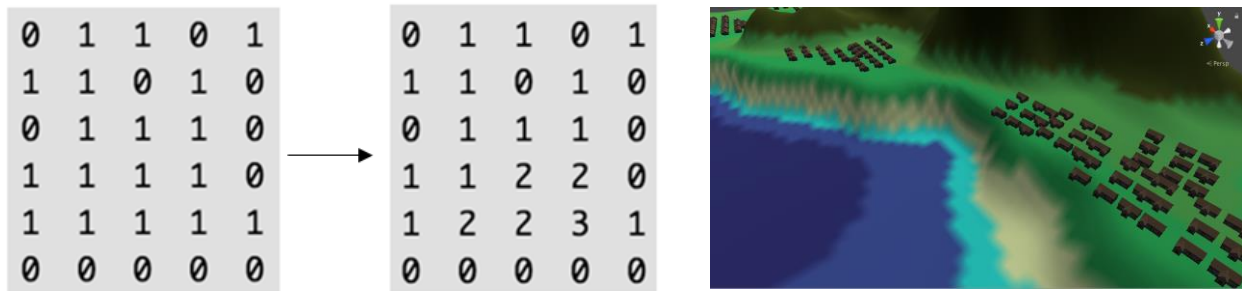 0 1 1 0 1
1 1 0 1 0
0 1 1 1 0
1 1 1 1 0
1 1 1 1 1
0 0 0 0 0
0 1 1 0 1
1 1 0 1 0
0 1 1 1 0
1 1 2 2 0
1 2 2 3 1
0 0 0 0 0
y
x
z
Persp